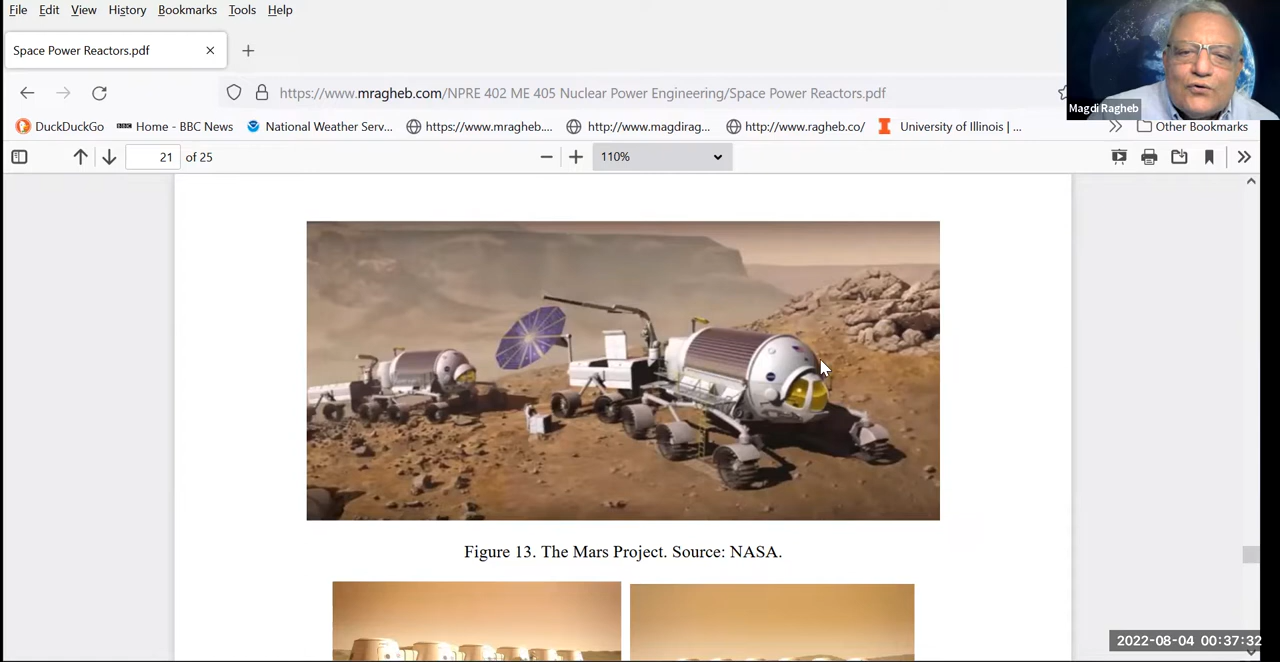 File Edit View History Bookmarks Tools Help
Space Power Reactors.pdf
https://www.mragheb.com/NPRE 402 ME 405 Nuclear Power Engineering/Space Power Reactors.pdf
Magdi Ragheb
DuckDuckGo BBC Home - BBC News National Weather Serv... https://www.mragheb.... http://www.magdirag... http://www.ragheb.co/ I University of Illinois |... Other Bookmarks
21 of 25 110%
Figure 13. The Mars Project. Source: NASA.
2022-08-04 00:37:32